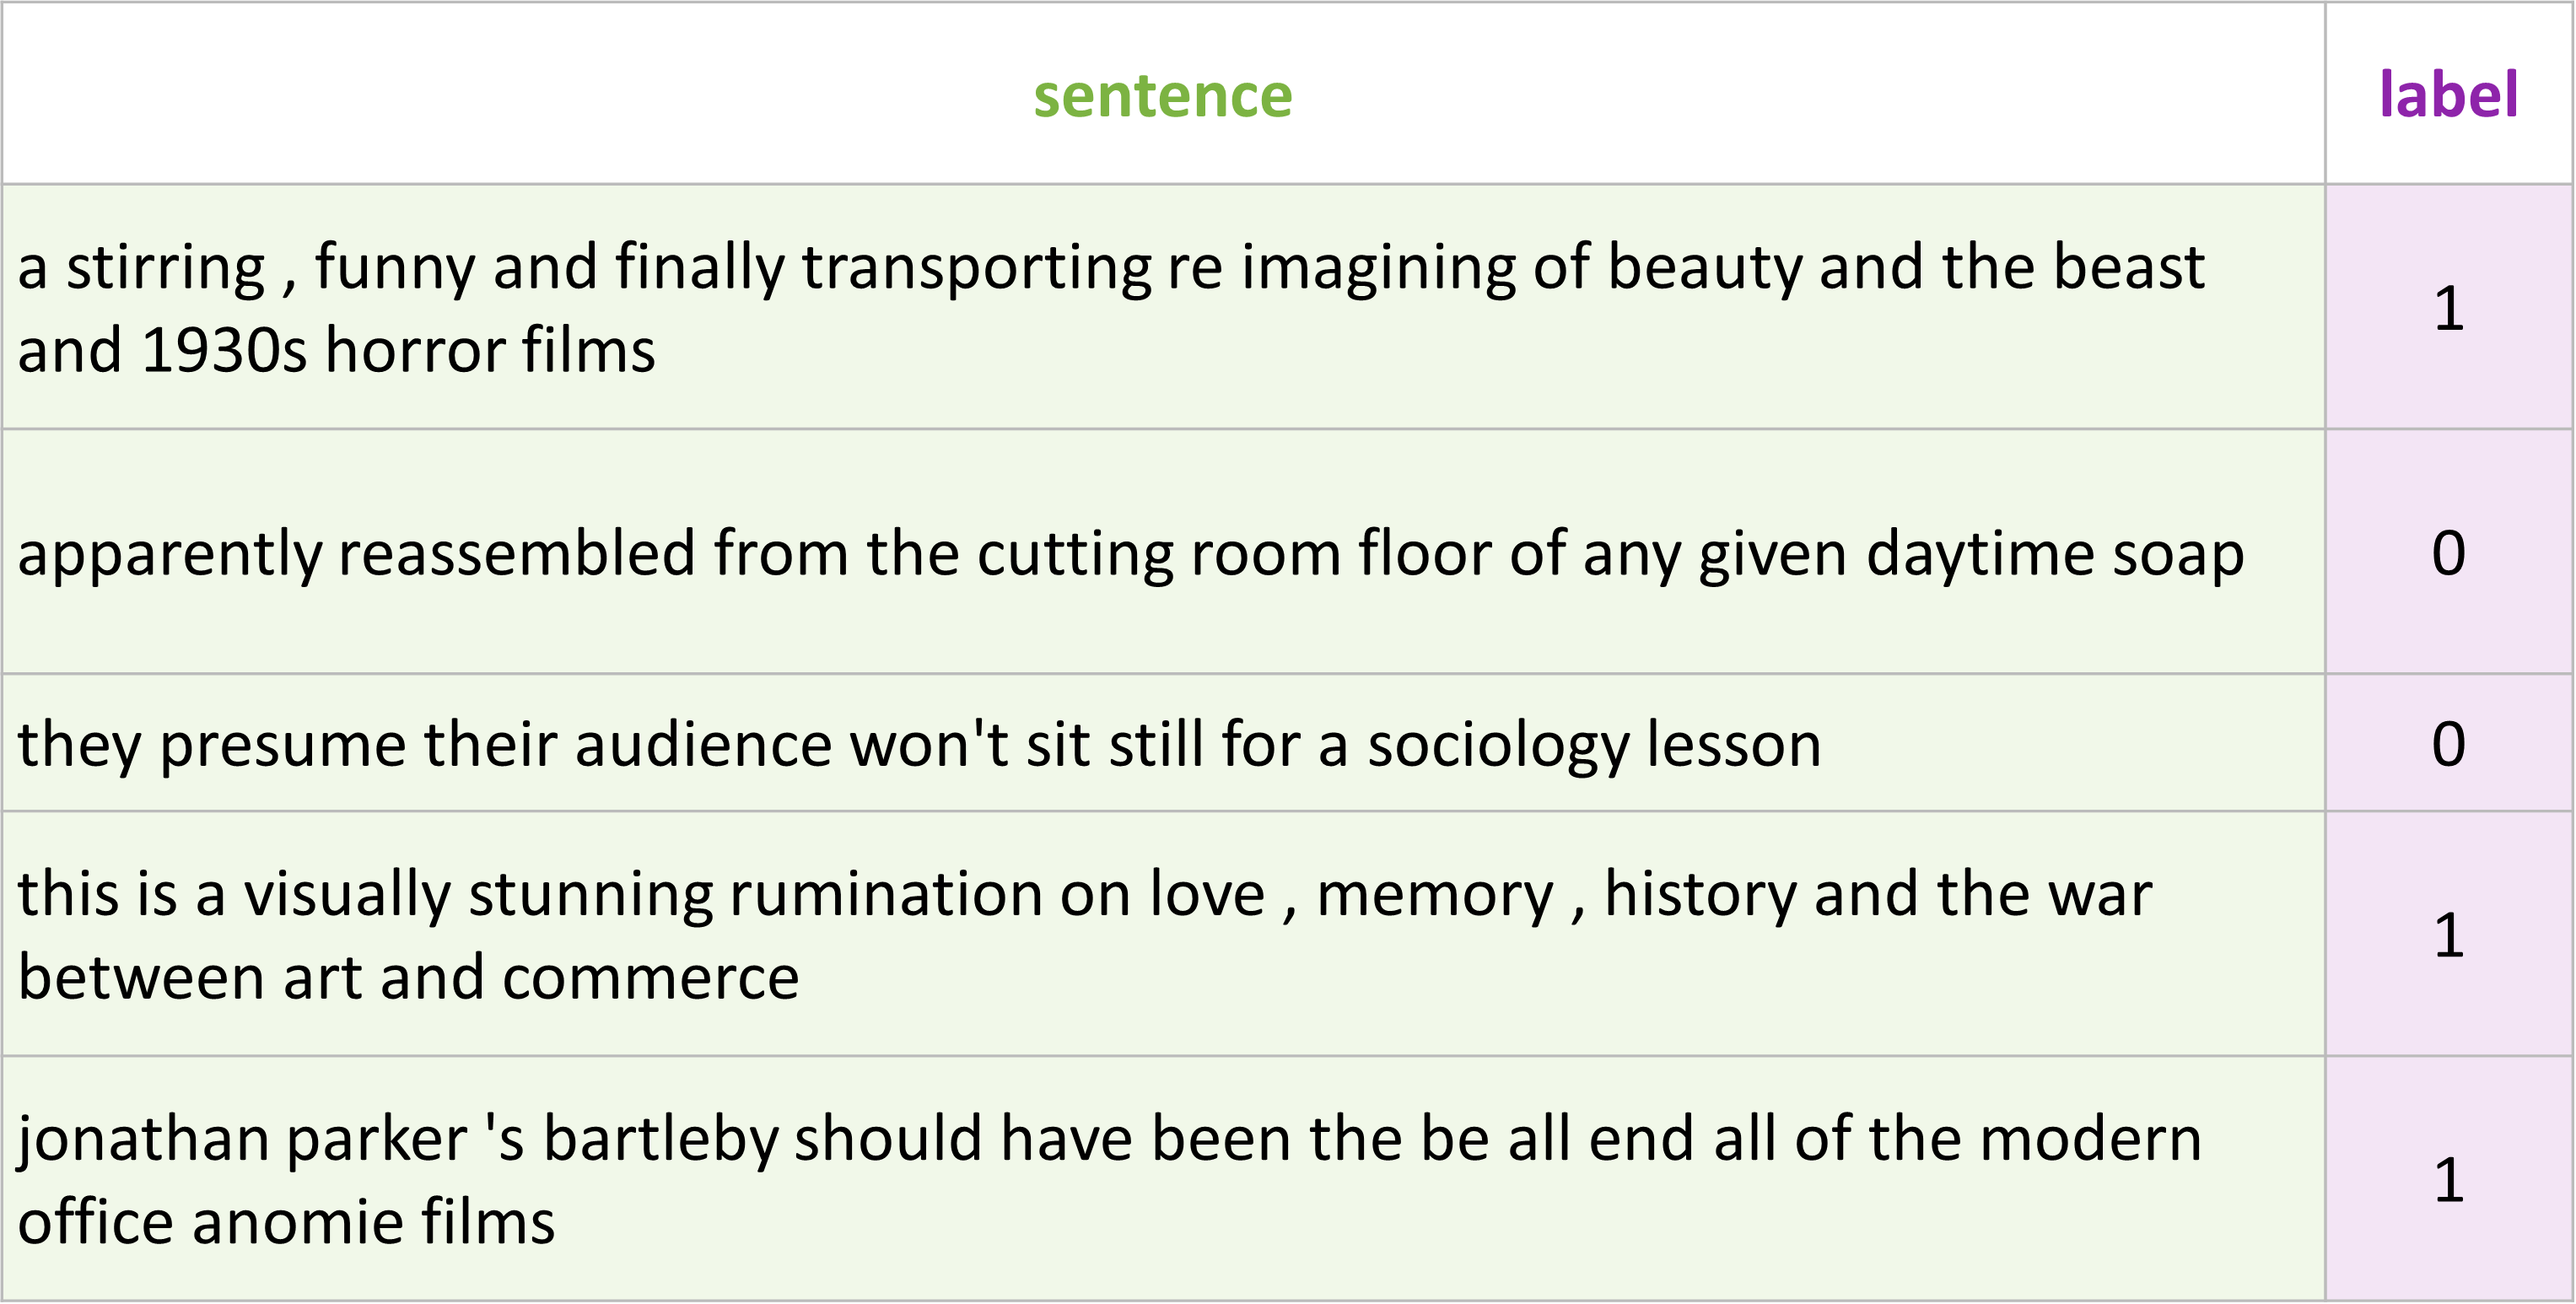 sentence label
a stirring , funny and finally transporting re imagining of beauty and the beast
and 1930s horror films
1
apparently reassembled from the cutting room floor of any given daytime soap
0
they presume their audience won't sit still for a sociology lesson
0
this is a visually stunning rumination on love , memory , history and the war
between art and commerce
1
jonathan parker 's bartleby should have been the be all end all of the modern
office anomie films
1